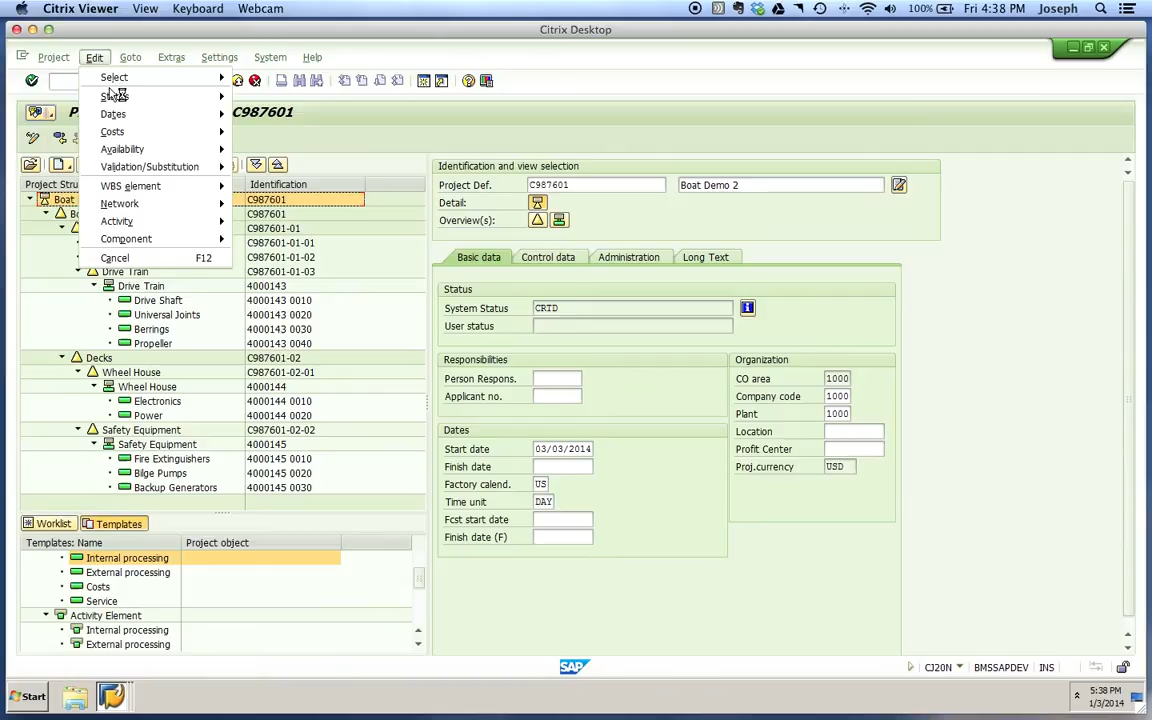 Citrix Viewer View Keyboard Webcam 100% Fri 4:38 PM Joseph
Citrix Desktop
Project Edit Goto Extras Settings System Help
Select
Dates
Costs
Availability
Validation/Substitution
WBS element
Network
Activity
Component
Cancel F12
C987601
Identification
Boat C987601
C987601
C987601-01
C987601-01-01
C987601-01-02
Drive Train C987601-01-03
Drive Train 4000143
Drive Shaft 4000143 0010
Universal Joints 4000143 0020
Berrings 4000143 0030
Propeller 4000143 0040
Decks C987601-02
Wheel House C987601-02-01
Wheel House 4000144
Electronics 4000144 0010
Power 4000144 0020
Safety Equipment C987601-02-02
Safety Equipment 4000145
Fire Extinguishers 4000145 0010
Bilge Pumps 4000145 0020
Backup Generators 4000145 0030
Worklist Templates
Templates: Name Project object
Internal processing
External processing
Costs
Service
Activity Element
Internal processing
External processing
Identification and view selection
Project Def. C987601 Boat Demo 2
Detail:
Overview(s):
Basic data Control data Administration Long Text
Status
System Status CRTD
User status
Responsibilities
Person Respons.
Applicant no.
Organization
CO area 1000
Company code 1000
Plant 1000
Location
Profit Center
Proj.currency USD
Dates
Start date 03/03/2014
Finish date
Factory calend. US
Time unit DAY
Fcst start date
Finish date (F)
SAP
CJ20N BMSSAPDEV INS
Start
5:38 PM
1/3/2014